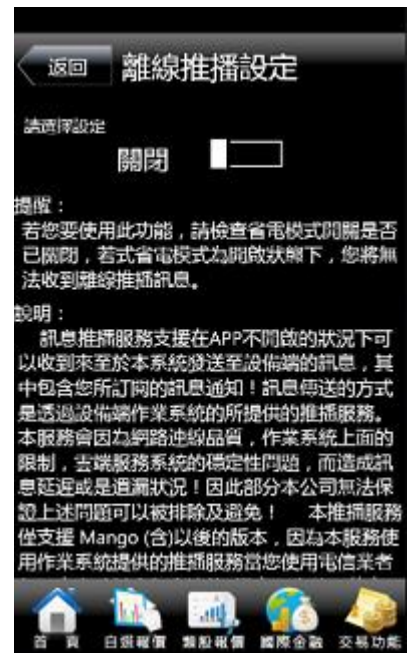 返回
離線推播設定
請選擇設定
關閉
提醒：
若您要使用此功能，請檢查省電模式開關是否
已關閉，若式省電模式為開啟狀態下，您將無
法收到離線推播訊息。
說明：
訊息推播服務支援在APP不開啟的狀況下可
以收到來至於本系統發送至設備端的訊息，其
中包含您所訂閱的訊息通知！訊息傳送的方式
是透過設備端作業系統的所提供的推播服務。
本服務會因為網路連線品質，作業系統上面的
限制，雲端服務系統的穩定性問題，而造成訊
息延遲或是遺漏狀況！因此部分本公司無法保
證上述問題可以被排除及避免！ 本推播服務
僅支援 Mango (含)以後的版本，因為本服務使
用作業系統提供的推播服務當您使用電信業者
首頁 自選報價 類股報價 國際金融 交易功能